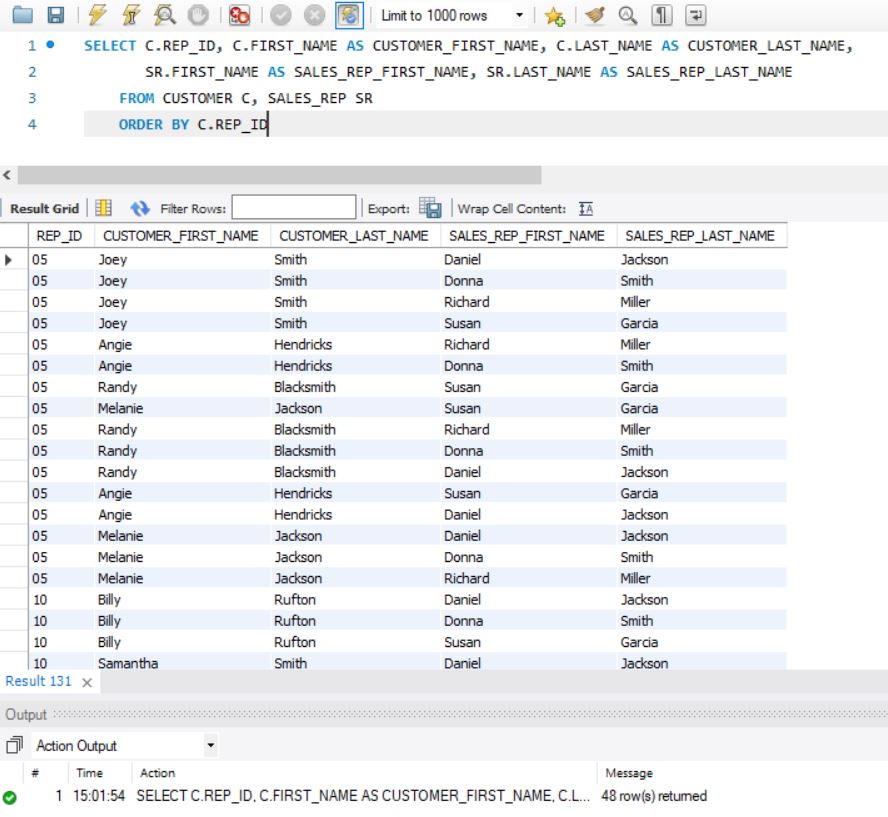 Limit to 1000 rows
1 SELECT C.REP_ID, C.FIRST_NAME AS CUSTOMER_FIRST_NAME, C.LAST_NAME AS CUSTOMER_LAST_NAME,
2 SR.FIRST_NAME AS SALES_REP_FIRST_NAME, SR.LAST_NAME AS SALES_REP_LAST_NAME
3 FROM CUSTOMER C, SALES_REP SR
4 ORDER BY C.REP_ID
Result Grid Filter Rows: Export: Wrap Cell Content: IA
REP_ID CUSTOMER_FIRST_NAME CUSTOMER_LAST_NAME SALES_REP_FIRST_NAME SALES_REP_LAST_NAME
05 Joey Smith Daniel Jackson
05 Joey Smith Donna Smith
05 Joey Smith Richard Miller
05 Joey Smith Susan Garcia
05 Angie Hendricks Richard Miller
05 Angie Hendricks Donna Smith
05 Randy Blacksmith Susan Garcia
05 Melanie Jackson Susan Garcia
05 Randy Blacksmith Richard Miller
05 Randy Blacksmith Donna Smith
05 Randy Blacksmith Daniel Jackson
05 Angie Hendricks Susan Garcia
05 Angie Hendricks Daniel Jackson
05 Melanie Jackson Daniel Jackson
05 Melanie Jackson Donna Smith
05 Melanie Jackson Richard Miller
10 Billy Rufton Daniel Jackson
10 Billy Rufton Donna Smith
10 Billy Rufton Susan Garcia
10 Samantha Smith Daniel Jackson
Result 131
Output
Action Output
# Time Action Message
1 15:01:54 SELECT C.REP_ID, C.FIRST_NAME AS CUSTOMER_FIRST_NAME, C.L... 48 row(s) returned